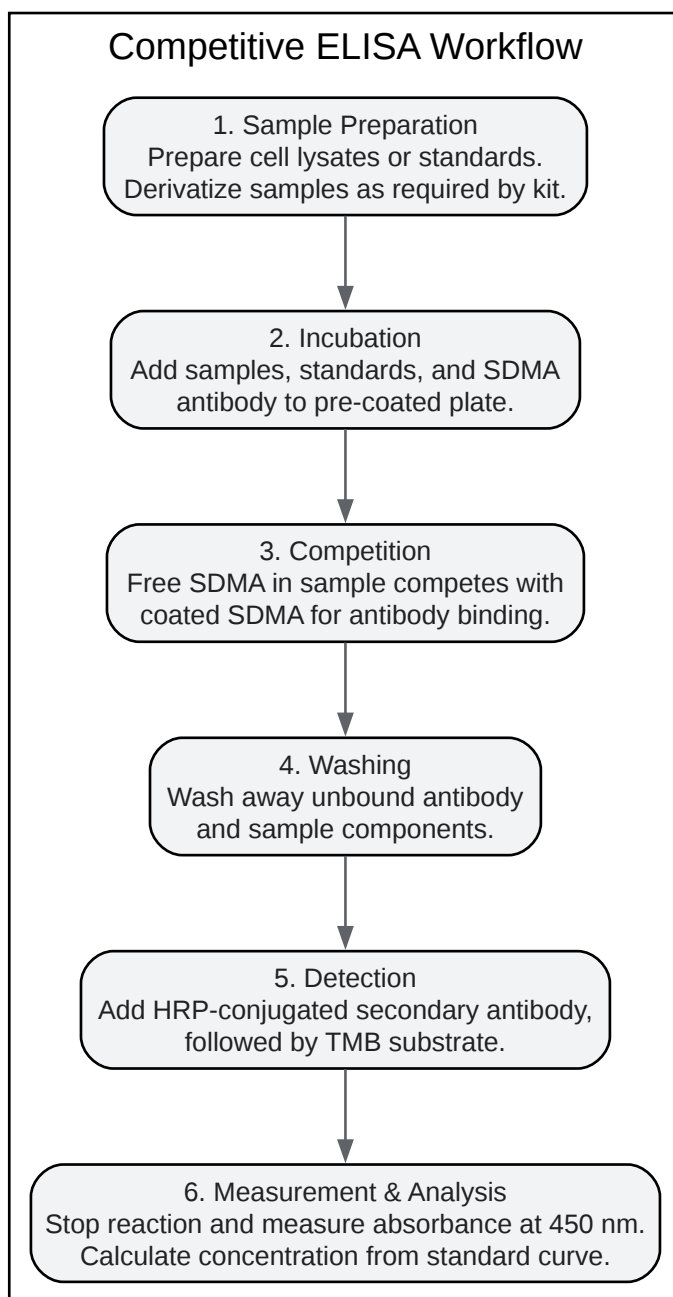 Competitive ELISA Workflow
1. Sample Preparation
Prepare cell lysates or standards.
Derivatize samples as required by kit.
2. Incubation
Add samples, standards, and SDMA
antibody to pre-coated plate.
3. Competition
Free SDMA in sample competes with
coated SDMA for antibody binding.
4. Washing
Wash away unbound antibody
and sample components.
5. Detection
Add HRP-conjugated secondary antibody,
followed by TMB substrate.
6. Measurement & Analysis
Stop reaction and measure absorbance at 450 nm.
Calculate concentration from standard curve.